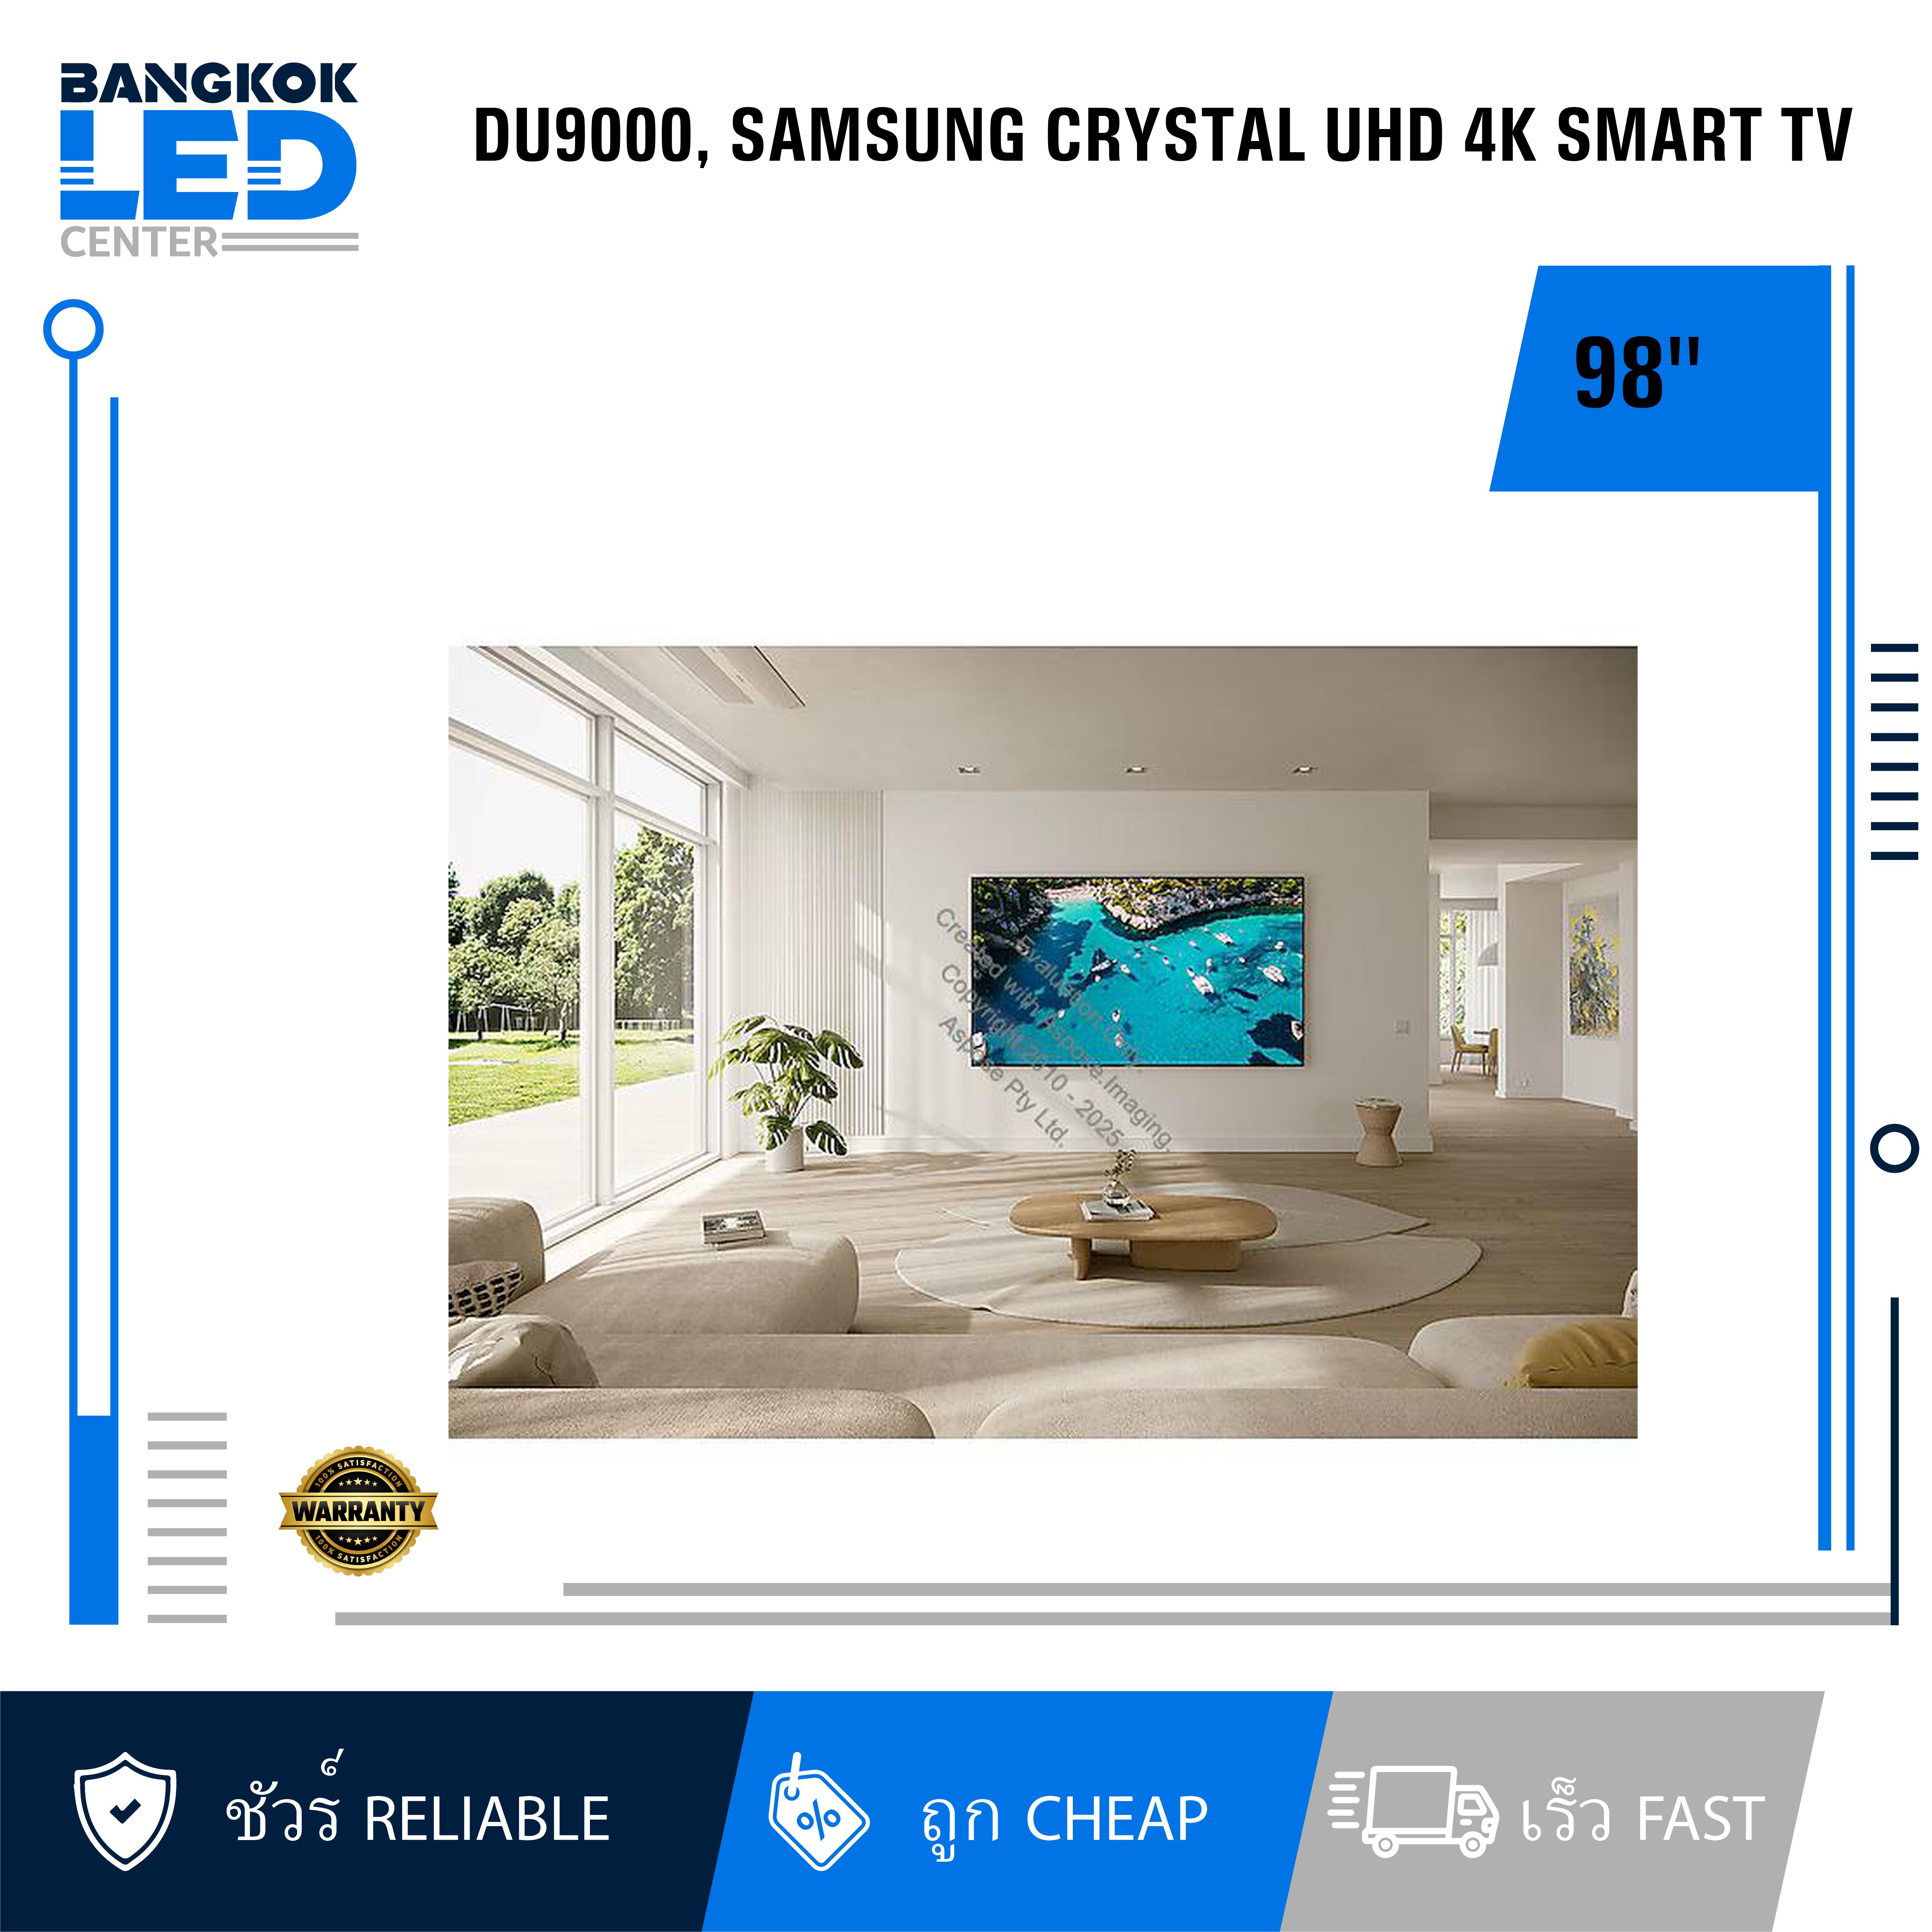 BANGKOK
LED
CENTER
DU9000, SAMSUNG CRYSTAL UHD 4K SMART TV
98"
Evaluation Only.
Created with Aspose.Imaging.
Copyright 2010 - 2025
Aspose Pty Ltd.
100% SATISFACTION
WARRANTY
100% SATISFACTION
ชัวร์ RELIABLE
ถูก CHEAP
เร็ว FAST